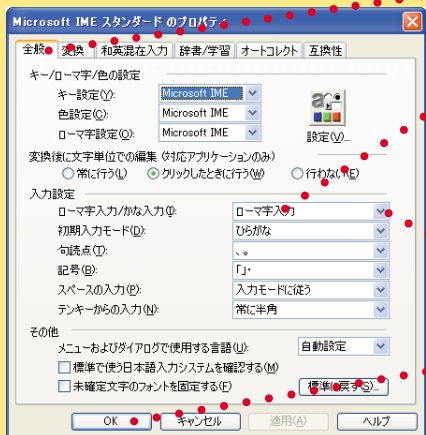 Microsoft IME スタンダード のプロパティ
全般 変換 和英混在入力 辞書/学習 オートコレクト 互換性
キー/ローマ字/色の設定
キー設定(Y): Microsoft IME
色設定(C): Microsoft IME
ローマ字設定(O): Microsoft IME
設定(V)...
変換後に文字単位での編集 (対応アプリケーションのみ)
常に行う(L) クリックしたときに行う(W) 行わない(E)
入力設定
ローマ字入力/かな入力(I): ローマ字入力
初期入力モード(D): ひらがな
句読点(T): 、。
記号(B): 「」・
スペースの入力(P): 入力モードに従う
テンキーからの入力(N): 常に半角
その他
メニューおよびダイアログで使用する言語(U): 自動設定
標準で使う日本語入力システムを確認する(M)
未確定文字のフォントを固定する(F) 標準に戻す(S)...
OK キャンセル 適用(A) ヘルプ